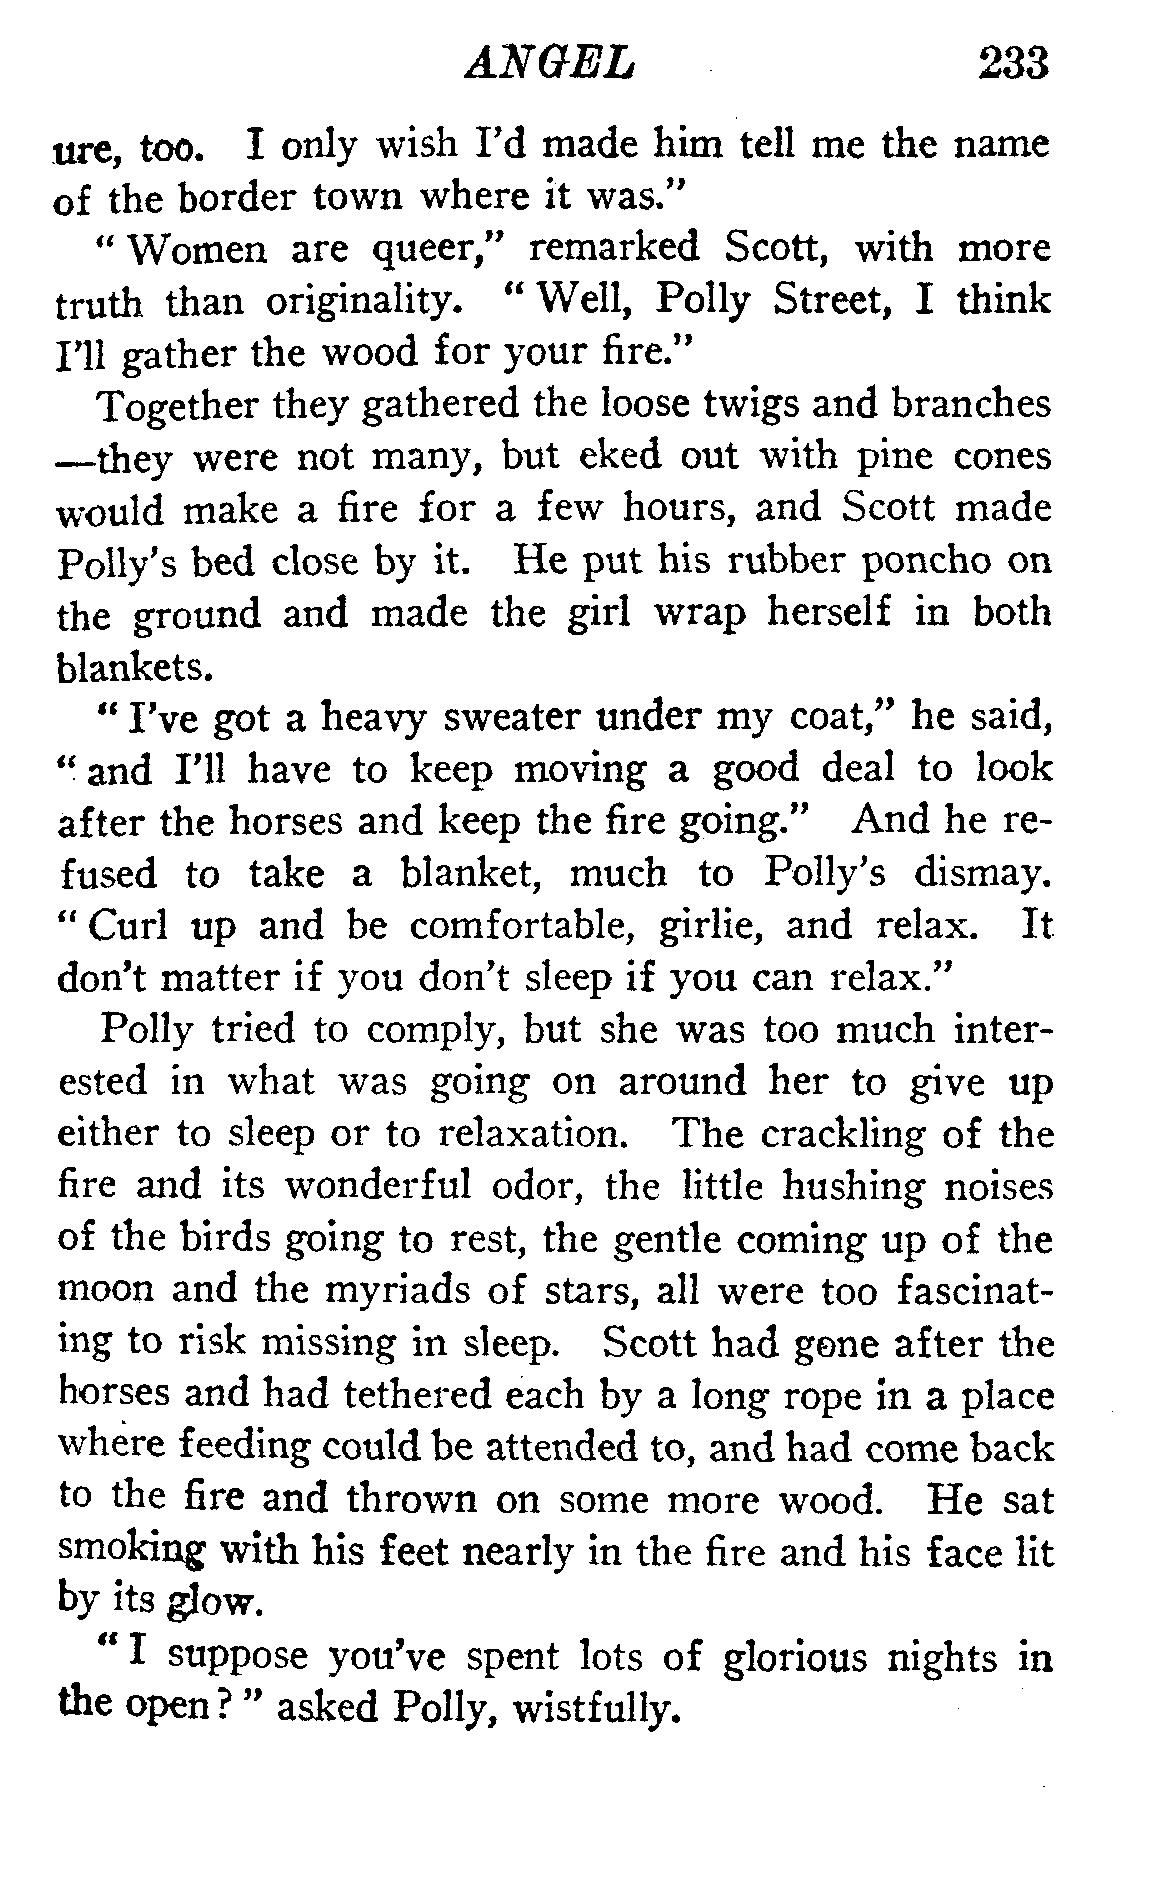 ANGEL 233
ure, too. I only wish I'd made him tell me the name
of the border town where it was."
" Women are queer," remarked Scott, with more
truth than originality. " Well, Polly Street, I think
I'll gather the wood for your fire."
Together they gathered the loose twigs and branches
—they were not many, but eked out with pine cones
would make a fire for a few hours, and Scott made
Polly's bed close by it. He put his rubber poncho on
the ground and made the girl wrap herself in both
blankets.
" I've got a heavy sweater under my coat," he said,
" and I'll have to keep moving a good deal to look
after the horses and keep the fire going." And he re-
fused to take a blanket, much to Polly's dismay.
" Curl up and be comfortable, girlie, and relax. It
don't matter if you don't sleep if you can relax."
Polly tried to comply, but she was too much inter-
ested in what was going on around her to give up
either to sleep or to relaxation. The crackling of the
fire and its wonderful odor, the little hushing noises
of the birds going to rest, the gentle coming up of the
moon and the myriads of stars, all were too fascinat-
ing to risk missing in sleep. Scott had gone after the
horses and had tethered each by a long rope in a place
where feeding could be attended to, and had come back
to the fire and thrown on some more wood. He sat
smoking with his feet nearly in the fire and his face lit
by its glow.
" I suppose you've spent lots of glorious nights in
the open? " asked Polly, wistfully.